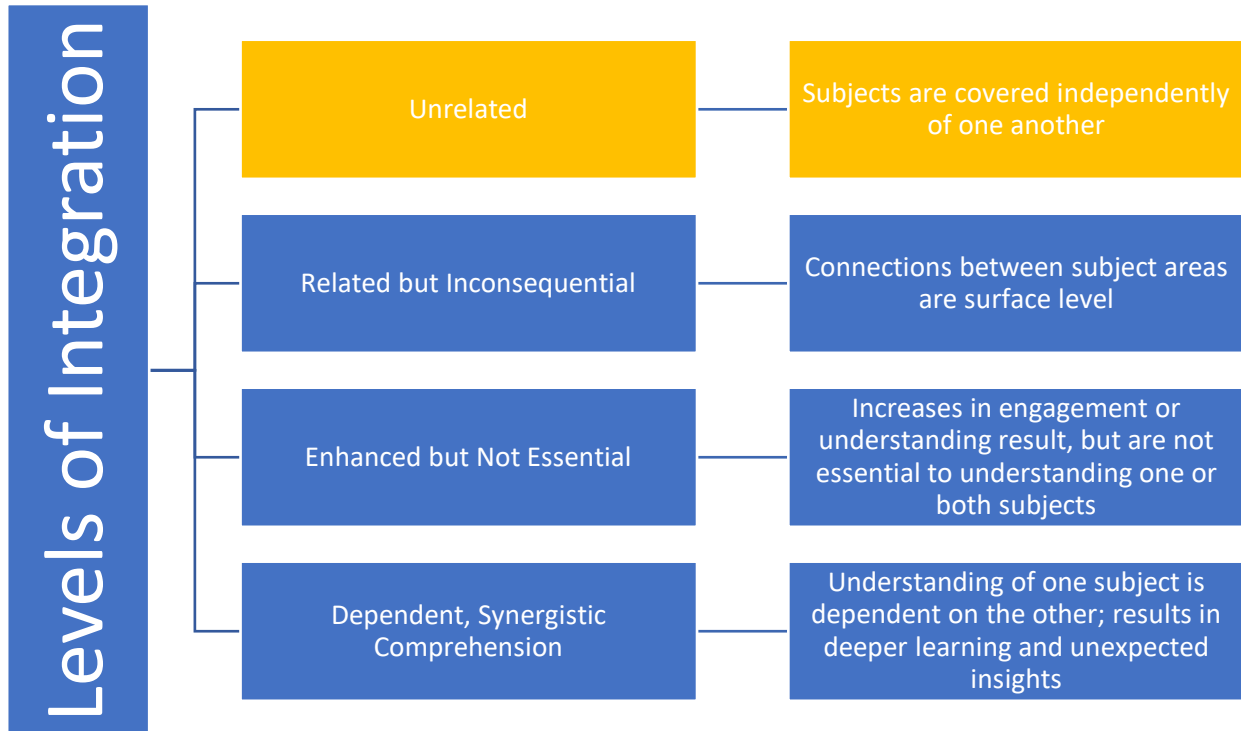 Levels of Integration
Unrelated
Subjects are covered independently
of one another
Related but Inconsequential
Connections between subject areas
are surface level
Enhanced but Not Essential
Increases in engagement or
understanding result, but are not
essential to understanding one or
both subjects
Dependent, Synergistic
Comprehension
Understanding of one subject is
dependent on the other; results in
deeper learning and unexpected
insights